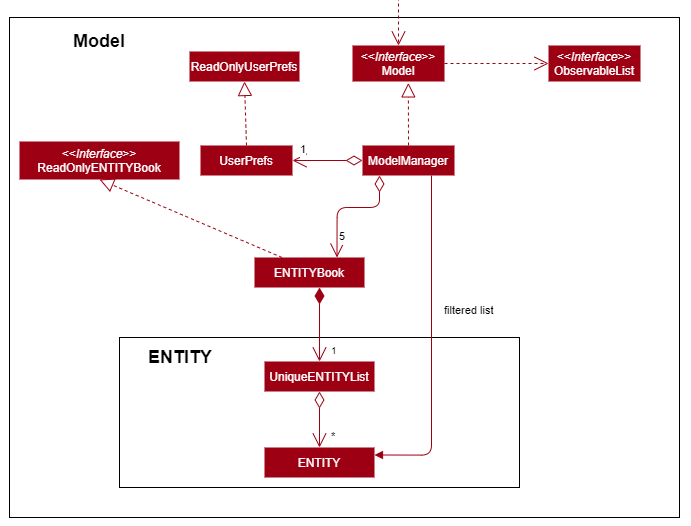 Model
ReadOnlyUserPrefs
<<Interface>>
Model
<<Interface>>
ObservableList
<<Interface>>
ReadOnlyENTITYBook
UserPrefs
1
ModelManager
5
ENTITYBook
filtered list
ENTITY
1
UniqueENTITYList
*
ENTITY